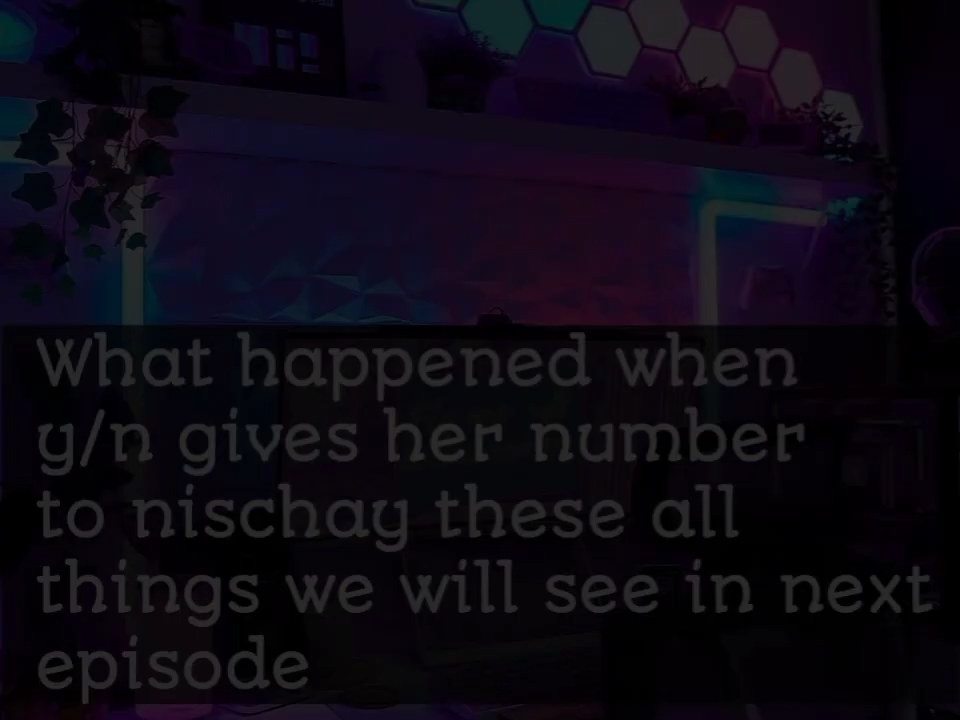 What happened when
y/n gives her number
to nischay these all
things we will see in next
episode